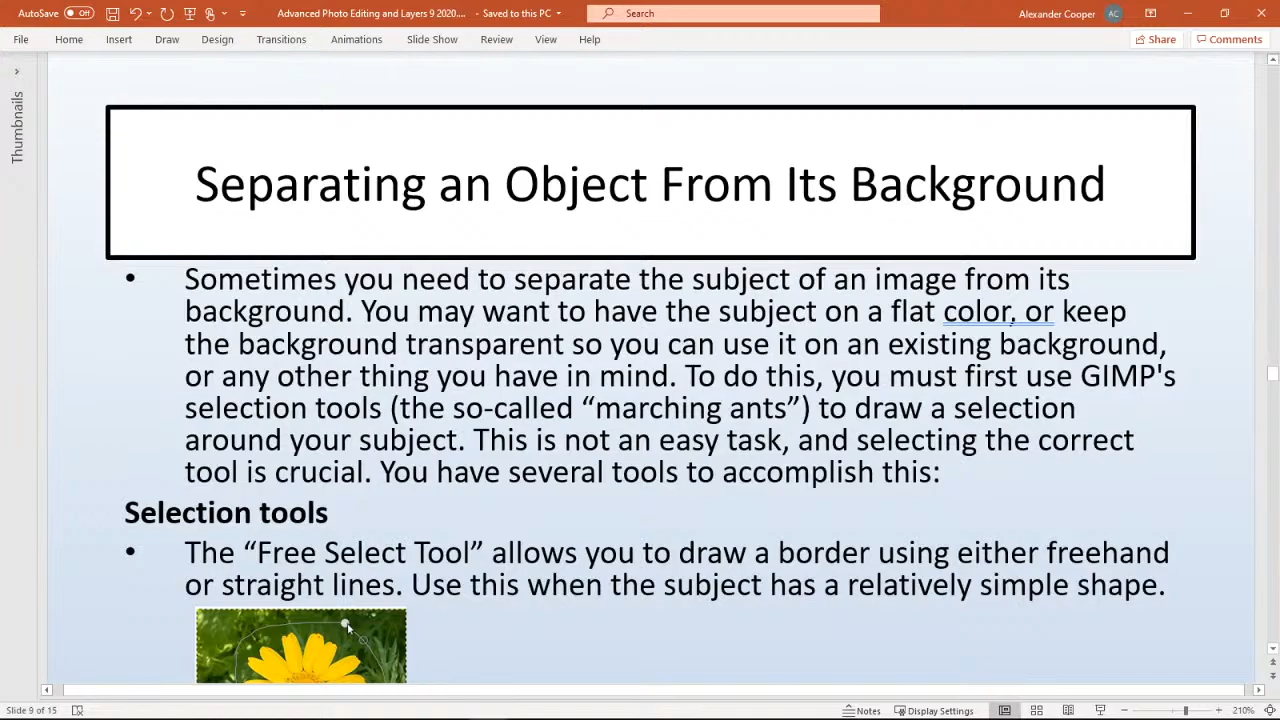 AutoSave Off Advanced Photo Editing and Layers 9 2020.... - Saved to this PC Search Alexander Cooper AC
File Home Insert Draw Design Transitions Animations Slide Show Review View Help Share Comments
Thumbnails
Separating an Object From Its Background
• Sometimes you need to separate the subject of an image from its
background. You may want to have the subject on a flat color, or keep
the background transparent so you can use it on an existing background,
or any other thing you have in mind. To do this, you must first use GIMP's
selection tools (the so-called “marching ants”) to draw a selection
around your subject. This is not an easy task, and selecting the correct
tool is crucial. You have several tools to accomplish this:
Selection tools
• The “Free Select Tool” allows you to draw a border using either freehand
or straight lines. Use this when the subject has a relatively simple shape.
Slide 9 of 15 Notes Display Settings 210%